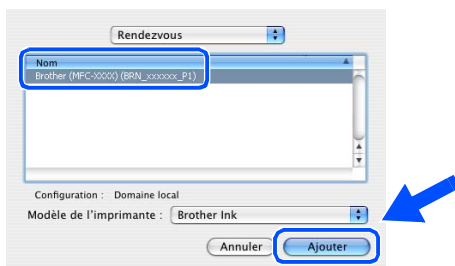 Rendezvous
Nom
Brother (MFC-XXXX) (BRN_xxxxxx_P1)
Configuration : Domaine local
Modèle de l'imprimante : Brother Ink
Annuler Ajouter